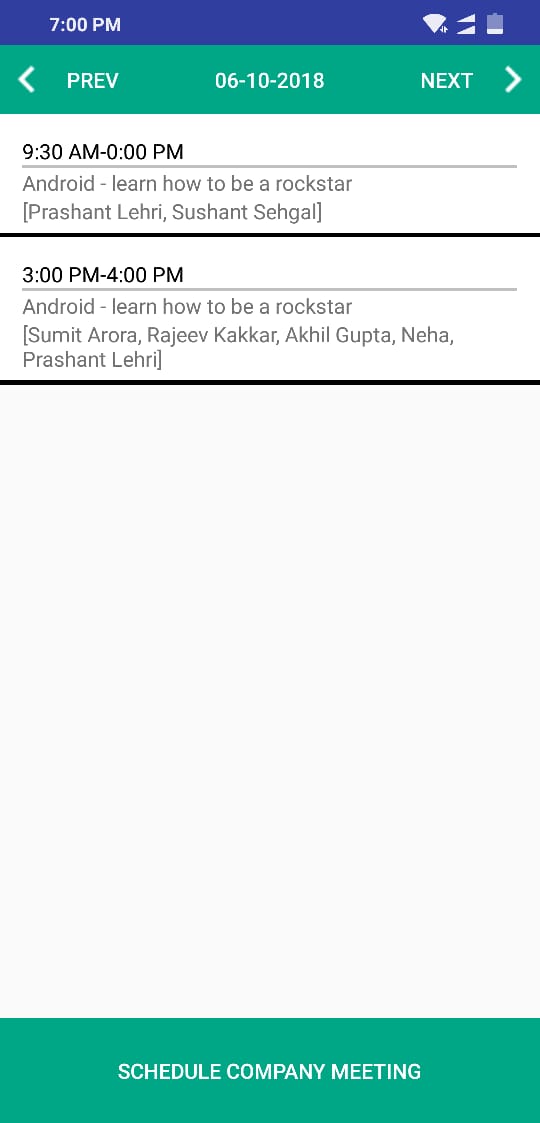 7:00 PM
PREV 06-10-2018 NEXT
9:30 AM-0:00 PM
Android - learn how to be a rockstar
[Prashant Lehri, Sushant Sehgal]
3:00 PM-4:00 PM
Android - learn how to be a rockstar
[Sumit Arora, Rajeev Kakkar, Akhil Gupta, Neha,
Prashant Lehri]
SCHEDULE COMPANY MEETING